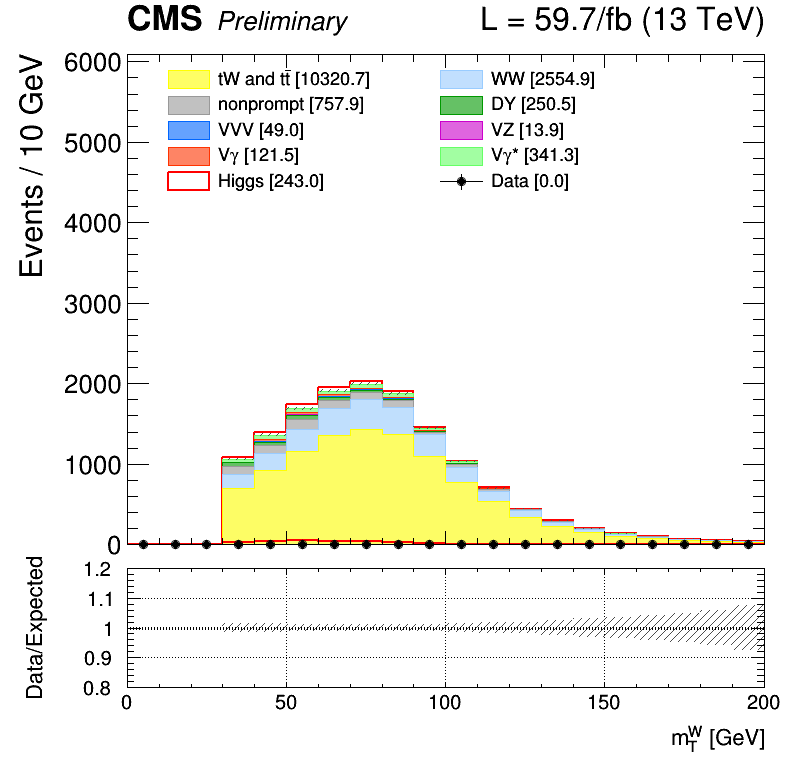 CMS Preliminary L = 59.7/fb (13 TeV)
Events / 10 GeV
6000
5000
4000
3000
2000
1000
0
tW and tt̄ [10320.7]
WW [2554.9]
nonprompt [757.9]
DY [250.5]
VVV [49.0]
VZ [13.9]
Vγ [121.5]
Vγ* [341.3]
Higgs [243.0]
Data [0.0]
Data/Expected
1.2
1.1
1
0.9
0.8
0 50 100 150 200
m_T^W [GeV]